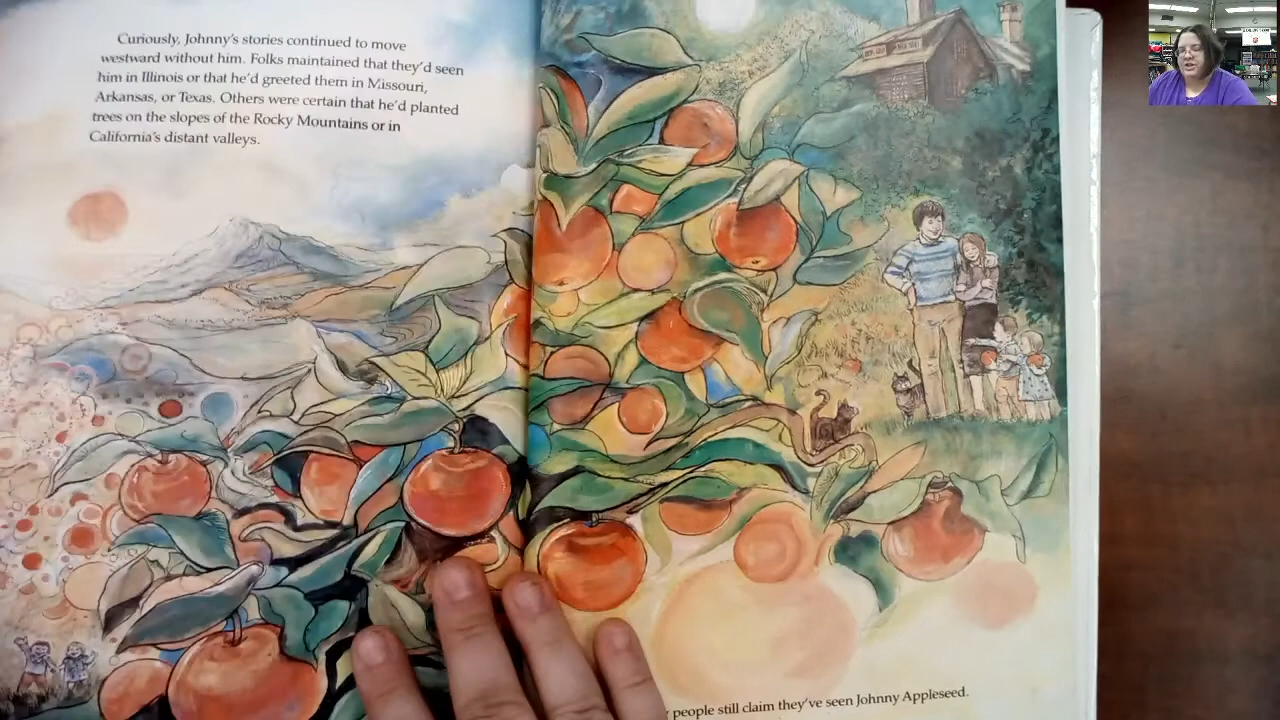 Curiously, Johnny's stories continued to move
westward without him. Folks maintained that they'd seen
him in Illinois or that he'd greeted them in Missouri,
Arkansas, or Texas. Others were certain that he'd planted
trees on the slopes of the Rocky Mountains or in
California's distant valleys.
people still claim they've seen Johnny Appleseed.